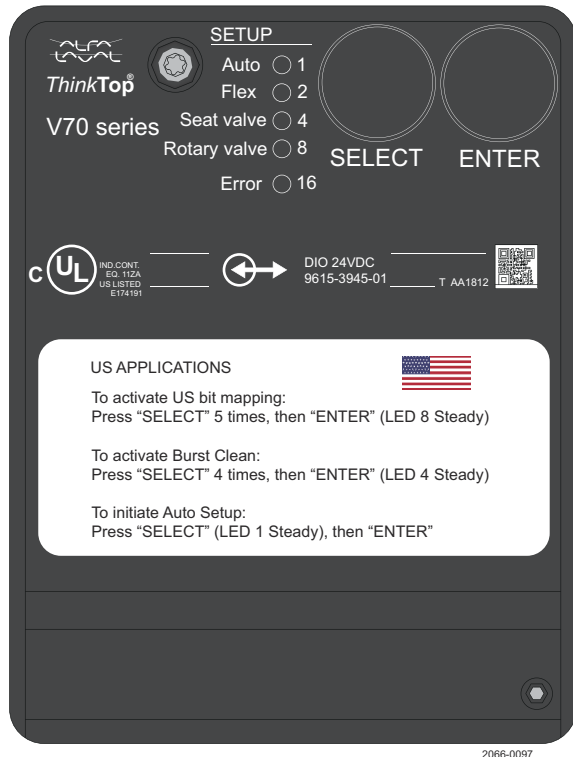 ALFA
LAVAL
ThinkTop®
V70 series
SETUP
Auto 1
Flex 2
Seat valve 4
Rotary valve 8
Error 16
SELECT
ENTER
C UL
IND.CONT.
EQ. 11ZA
US LISTED
E174191
DIO 24VDC
9615-3945-01
T AA1812
US APPLICATIONS
To activate US bit mapping:
Press “SELECT” 5 times, then “ENTER” (LED 8 Steady)
To activate Burst Clean:
Press “SELECT” 4 times, then “ENTER” (LED 4 Steady)
To initiate Auto Setup:
Press “SELECT” (LED 1 Steady), then “ENTER”
2066-0097